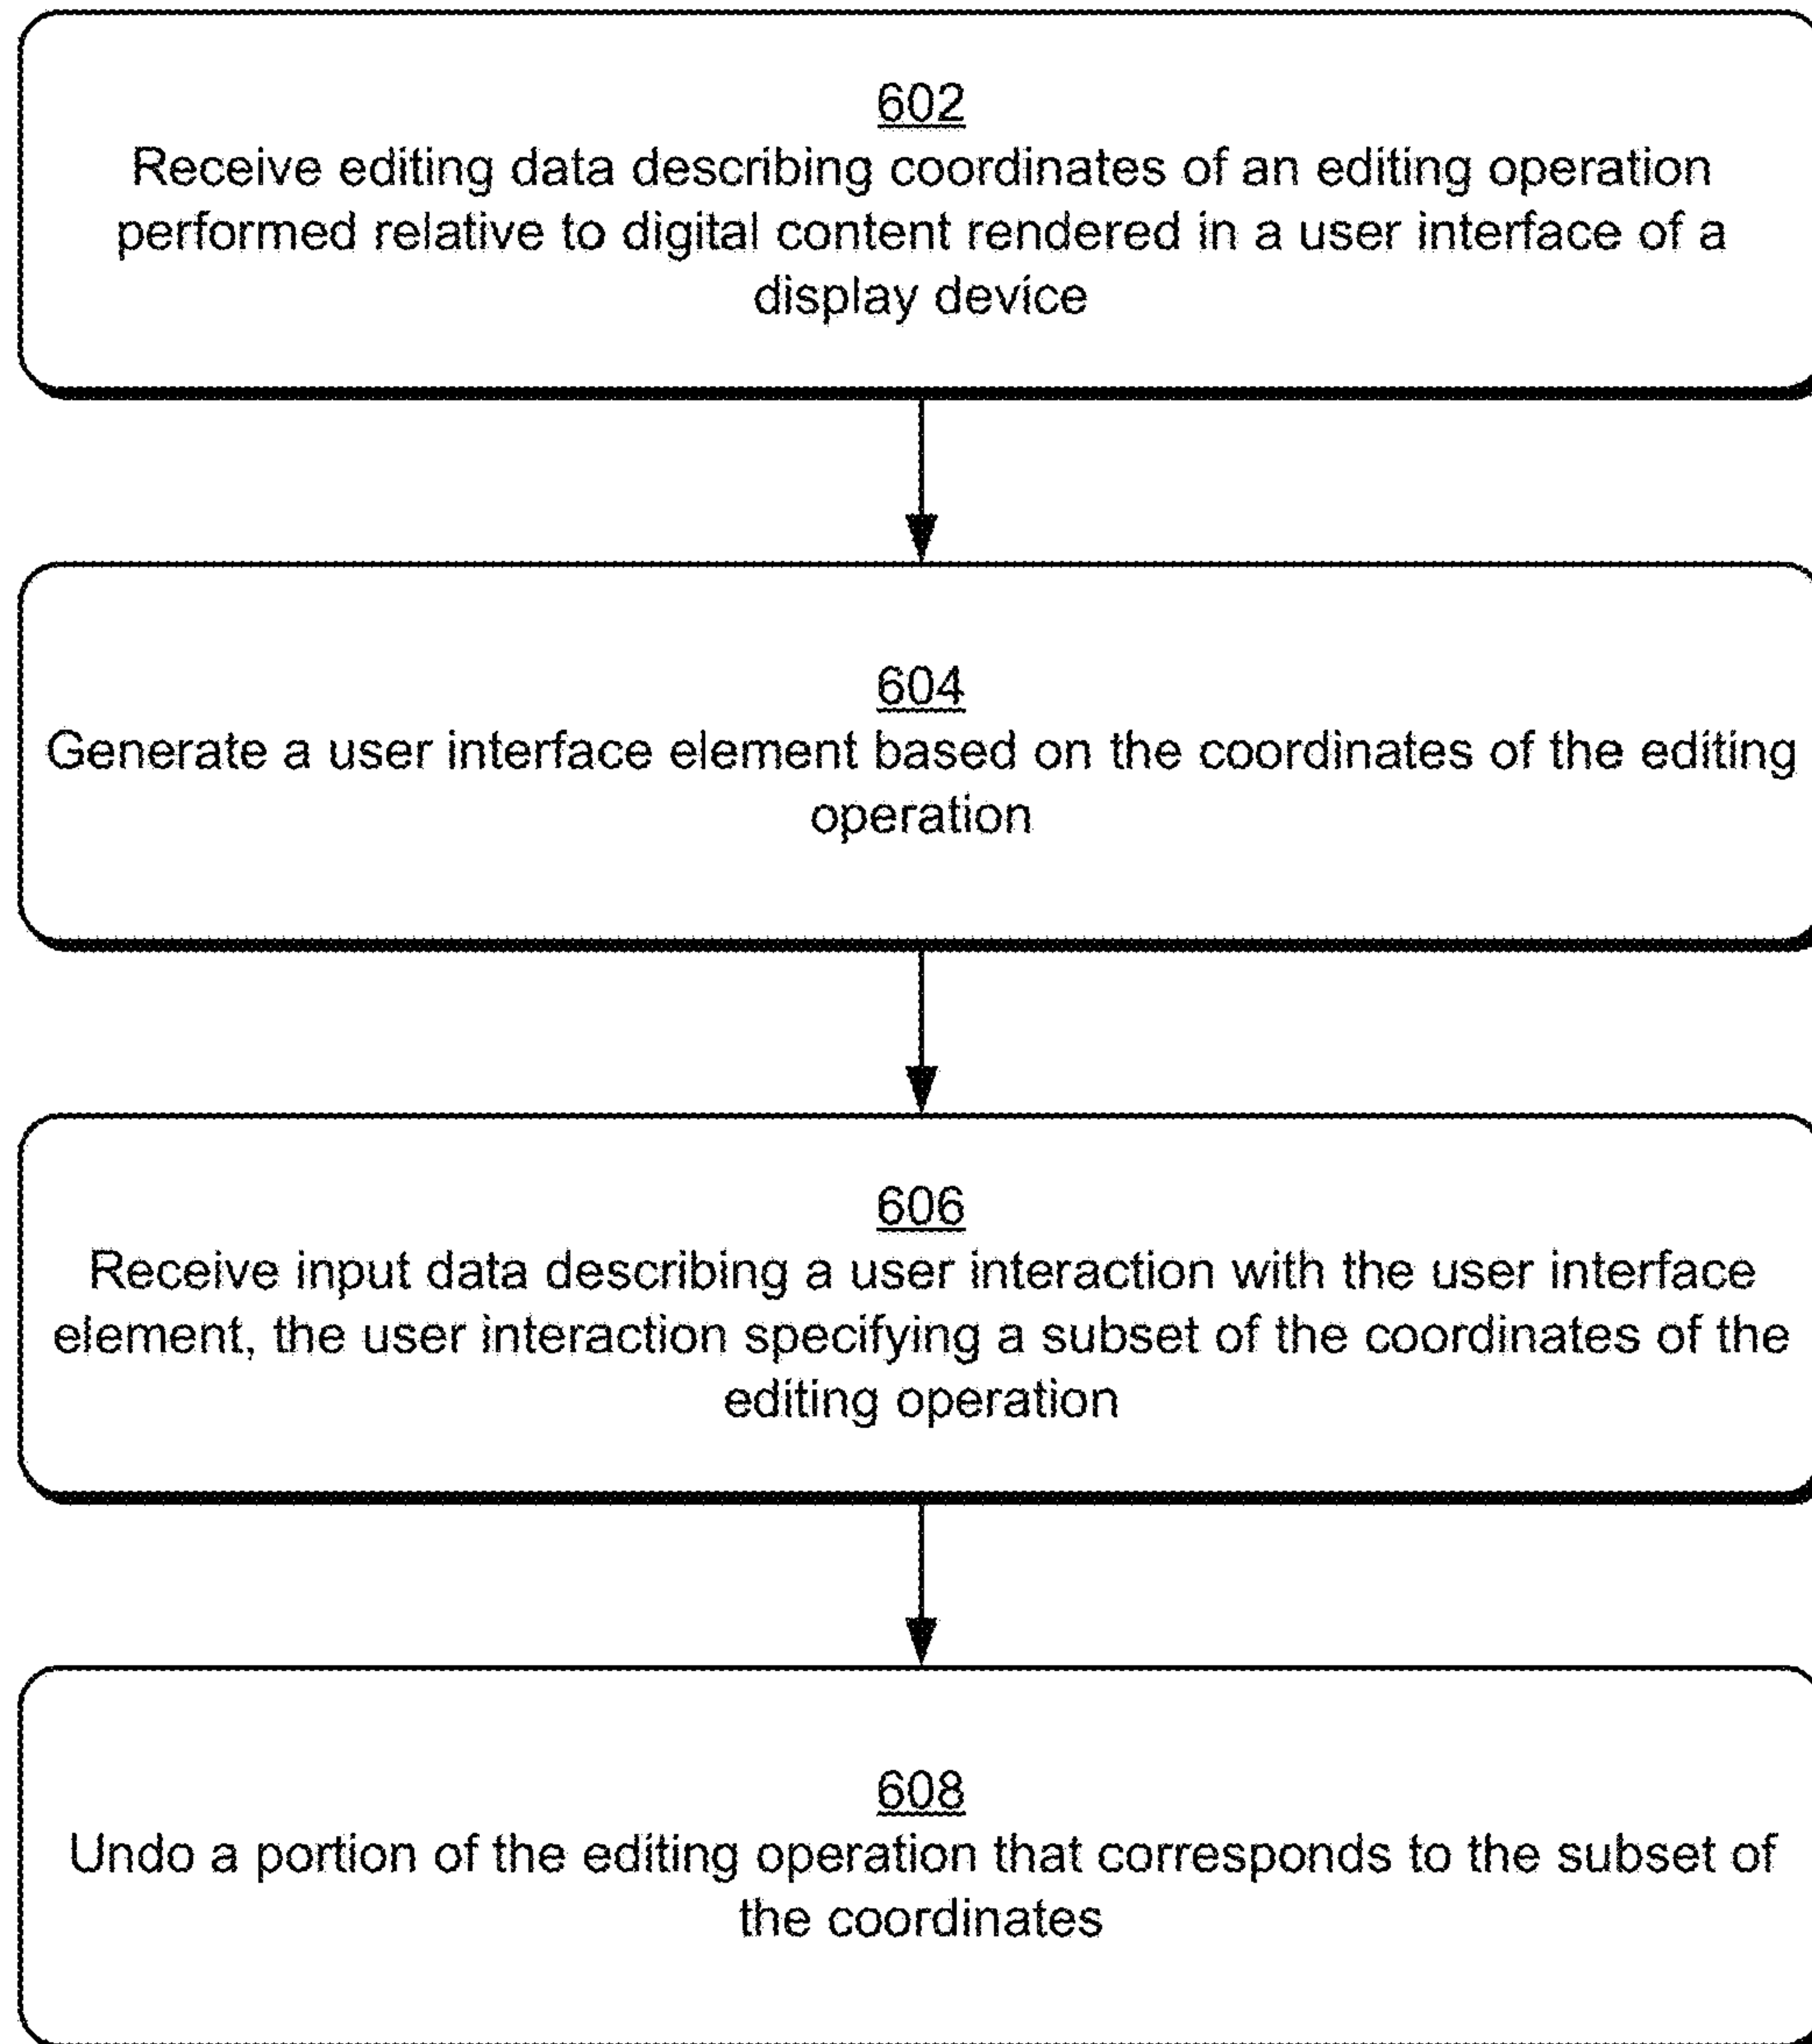 602
Receive editing data describing coordinates of an editing operation
performed relative to digital content rendered in a user interface of a
display device
604
Generate a user interface element based on the coordinates of the editing
operation
606
Receive input data describing a user interaction with the user interface
element, the user interaction specifying a subset of the coordinates of the
editing operation
608
Undo a portion of the editing operation that corresponds to the subset of
the coordinates